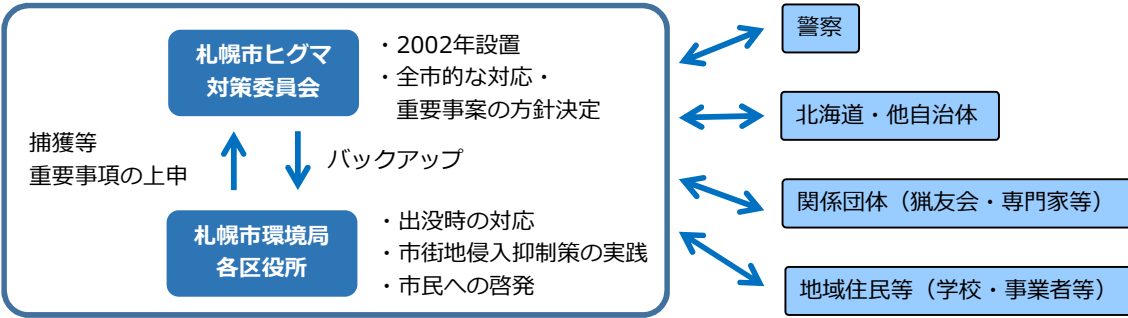 札幌市ヒグマ
対策委員会
・2002年設置
・全市的な対応・
重要事案の方針決定
捕獲等
重要事項の上申
バックアップ
札幌市環境局
各区役所
・出没時の対応
・市街地侵入抑制策の実践
・市民への啓発
警察
北海道・他自治体
関係団体（猟友会・専門家等）
地域住民等（学校・事業者等）